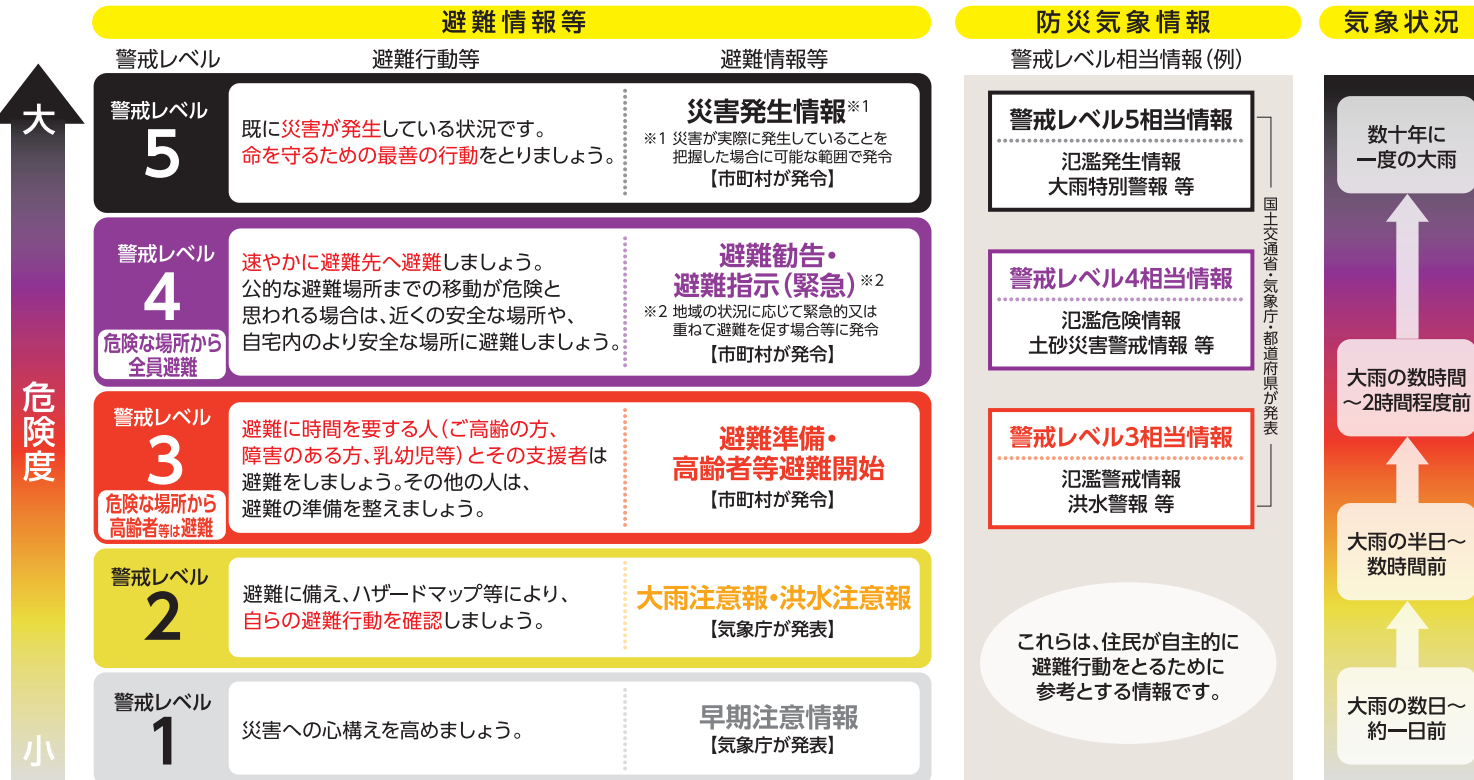 避難情報等
防災気象情報
気象状況
警戒レベル
避難行動等
避難情報等
警戒レベル相当情報(例)
大
危険度
小
警戒レベル
5
既に災害が発生している状況です。
命を守るための最善の行動をとりましょう。
災害発生情報※1
※1 災害が実際に発生していることを
把握した場合に可能な範囲で発令
【市町村が発令】
警戒レベル
4
危険な場所から
全員避難
速やかに避難先へ避難しましょう。
公的な避難場所までの移動が危険と
思われる場合は、近くの安全な場所や、
自宅内のより安全な場所に避難しましょう。
避難勧告・
避難指示(緊急)※2
※2 地域の状況に応じて緊急的又は
重ねて避難を促す場合等に発令
【市町村が発令】
警戒レベル
3
危険な場所から
高齢者等は避難
避難に時間を要する人(ご高齢の方、
障害のある方、乳幼児等)とその支援者は
避難をしましょう。その他の人は、
避難の準備を整えましょう。
避難準備・
高齢者等避難開始
【市町村が発令】
警戒レベル
2
避難に備え、ハザードマップ等により、
自らの避難行動を確認しましょう。
大雨注意報・洪水注意報
【気象庁が発表】
警戒レベル
1
災害への心構えを高めましょう。
早期注意情報
【気象庁が発表】
警戒レベル5相当情報
氾濫発生情報
大雨特別警報 等
警戒レベル4相当情報
氾濫危険情報
土砂災害警戒情報 等
警戒レベル3相当情報
氾濫警戒情報
洪水警報 等
国土交通省・気象庁・都道府県が発表
これらは、住民が自主的に
避難行動をとるために
参考とする情報です。
数十年に
一度の大雨
大雨の数時間
~2時間程度前
大雨の半日~
数時間前
大雨の数日~
約一日前